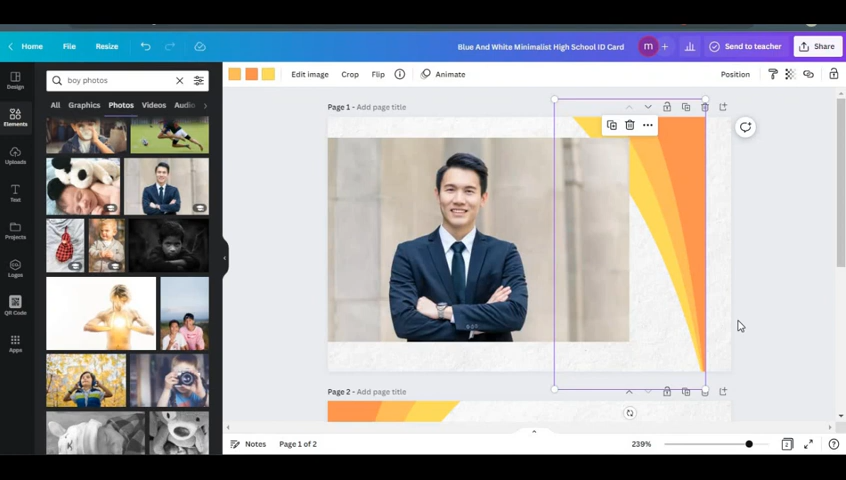 Home File Resize Blue And White Minimalist High School ID Card m + Send to teacher Share
Design boy photos Edit image Crop Flip Animate Position
Elements All Graphics Photos Videos Audio Page 1 - Add page title
Uploads
Text
Projects
Logos
QR Code
Apps
Page 2 - Add page title
Notes Page 1 of 2 239% 2